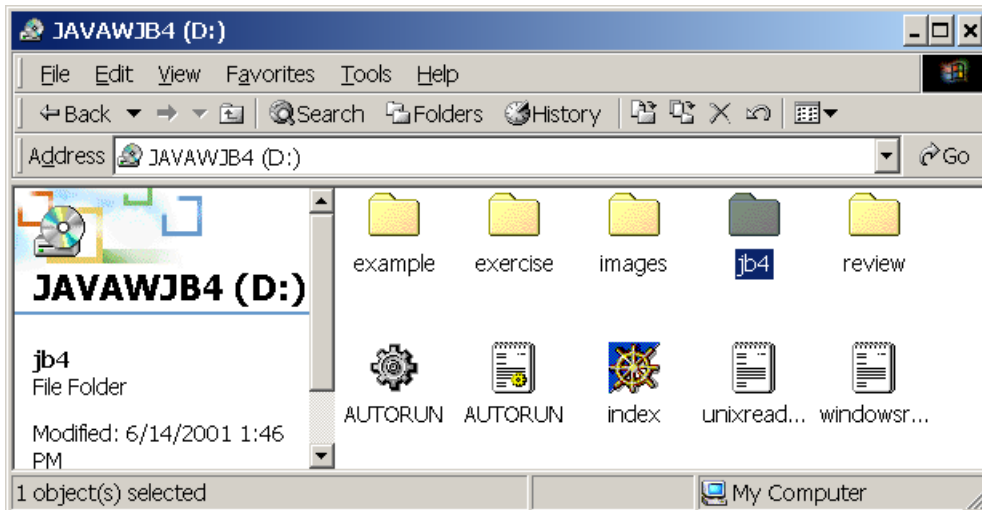 JAVAWJB4 (D:)
File Edit View Favorites Tools Help
Back Search Folders History
Address JAVAWJB4 (D:) Go
JAVAWJB4 (D:)
jb4
File Folder
Modified: 6/14/2001 1:46
PM
example exercise images jb4 review
AUTORUN AUTORUN index unixread... windowsr...
1 object(s) selected My Computer